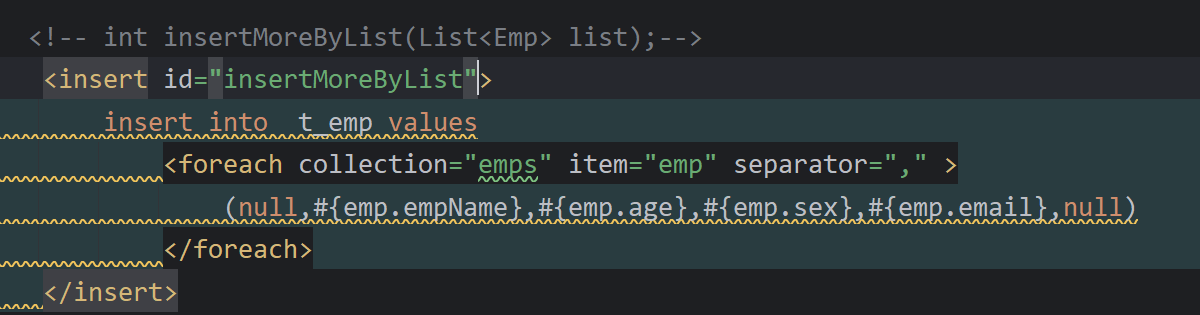 <!-- int insertMoreByList(List<Emp> list);-->
<insert id="insertMoreByList">
insert into  t_emp values
<foreach collection="emps" item="emp" separator="," >
(null,#{emp.empName},#{emp.age},#{emp.sex},#{emp.email},null)
</foreach>
</insert>